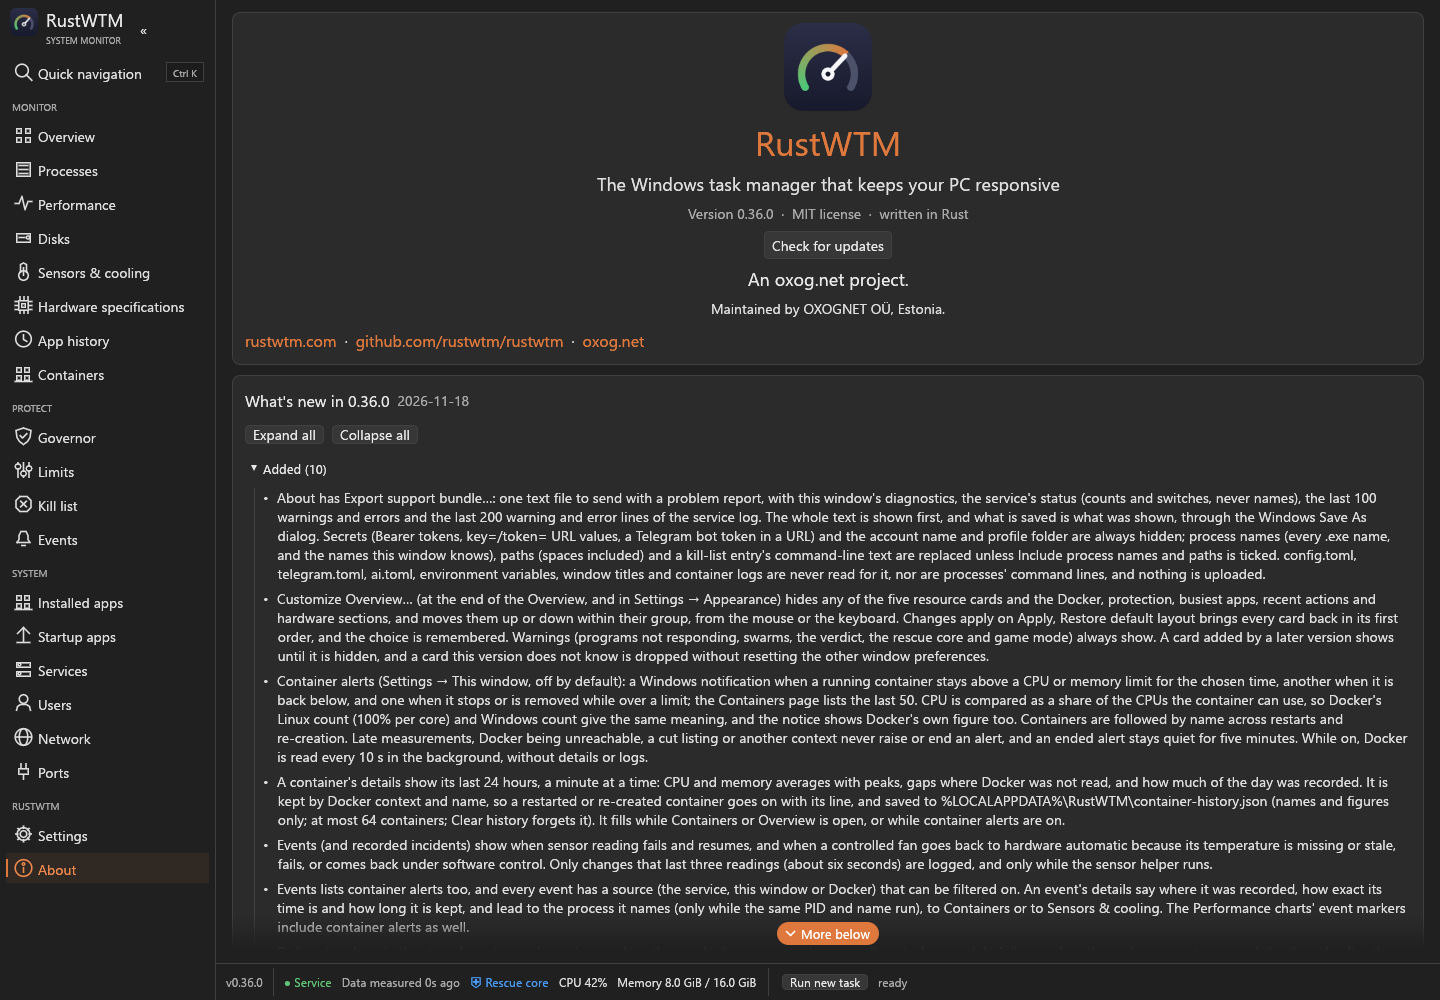 RustWTM
SYSTEM MONITOR
«
Quick navigation
Ctrl K
MONITOR
Overview
Processes
Performance
Disks
Sensors & cooling
Hardware specifications
App history
Containers
PROTECT
Governor
Limits
Kill list
Events
SYSTEM
Installed apps
Startup apps
Services
Users
Network
Ports
RUSTWTM
Settings
About
RustWTM
The Windows task manager that keeps your PC responsive
Version 0.36.0 · MIT license · written in Rust
Check for updates
An oxog.net project.
Maintained by OXOGNET OÜ, Estonia.
rustwtm.com · github.com/rustwtm/rustwtm · oxog.net
What's new in 0.36.0 2026-11-18
Expand all Collapse all
▼ Added (10)
• About has Export support bundle...: one text file to send with a problem report, with this window's diagnostics, the service's status (counts and switches, never names), the last 100
warnings and errors and the last 200 warning and error lines of the service log. The whole text is shown first, and what is saved is what was shown, through the Windows Save As
dialog. Secrets (Bearer tokens, key=/token= URL values, a Telegram bot token in a URL) and the account name and profile folder are always hidden; process names (every .exe name,
and the names this window knows), paths (spaces included) and a kill-list entry's command-line text are replaced unless Include process names and paths is ticked. config.toml,
telegram.toml, ai.toml, environment variables, window titles and container logs are never read for it, nor are processes' command lines, and nothing is uploaded.
• Customize Overview... (at the end of the Overview, and in Settings → Appearance) hides any of the five resource cards and the Docker, protection, busiest apps, recent actions and
hardware sections, and moves them up or down within their group, from the mouse or the keyboard. Changes apply on Apply, Restore default layout brings every card back in its first
order, and the choice is remembered. Warnings (programs not responding, swarms, the verdict, the rescue core and game mode) always show. A card added by a later version shows
until it is hidden, and a card this version does not know is dropped without resetting the other window preferences.
• Container alerts (Settings → This window, off by default): a Windows notification when a running container stays above a CPU or memory limit for the chosen time, another when it is
back below, and one when it stops or is removed while over a limit; the Containers page lists the last 50. CPU is compared as a share of the CPUs the container can use, so Docker's
Linux count (100% per core) and Windows count give the same meaning, and the notice shows Docker's own figure too. Containers are followed by name across restarts and
re-creation. Late measurements, Docker being unreachable, a cut listing or another context never raise or end an alert, and an ended alert stays quiet for five minutes. While on, Docker
is read every 10 s in the background, without details or logs.
• A container's details show its last 24 hours, a minute at a time: CPU and memory averages with peaks, gaps where Docker was not read, and how much of the day was recorded. It is
kept by Docker context and name, so a restarted or re-created container goes on with its line, and saved to %LOCALAPPDATA%\RustWTM\container-history.json (names and figures
only; at most 64 containers; Clear history forgets it). It fills while Containers or Overview is open, or while container alerts are on.
• Events (and recorded incidents) show when sensor reading fails and resumes, and when a controlled fan goes back to hardware automatic because its temperature is missing or stale,
fails, or comes back under software control. Only changes that last three readings (about six seconds) are logged, and only while the sensor helper runs.
• Events lists container alerts too, and every event has a source (the service, this window or Docker) that can be filtered on. An event's details say where it was recorded, how exact its
time is and how long it is kept, and lead to the process it names (only while the same PID and name run), to Containers or to Sensors & cooling. The Performance charts' event markers
include container alerts as well.
More below
v0.36.0
● Service
Data measured 0s ago
Rescue core
CPU 42%
Memory 8.0 GiB / 16.0 GiB
Run new task
ready